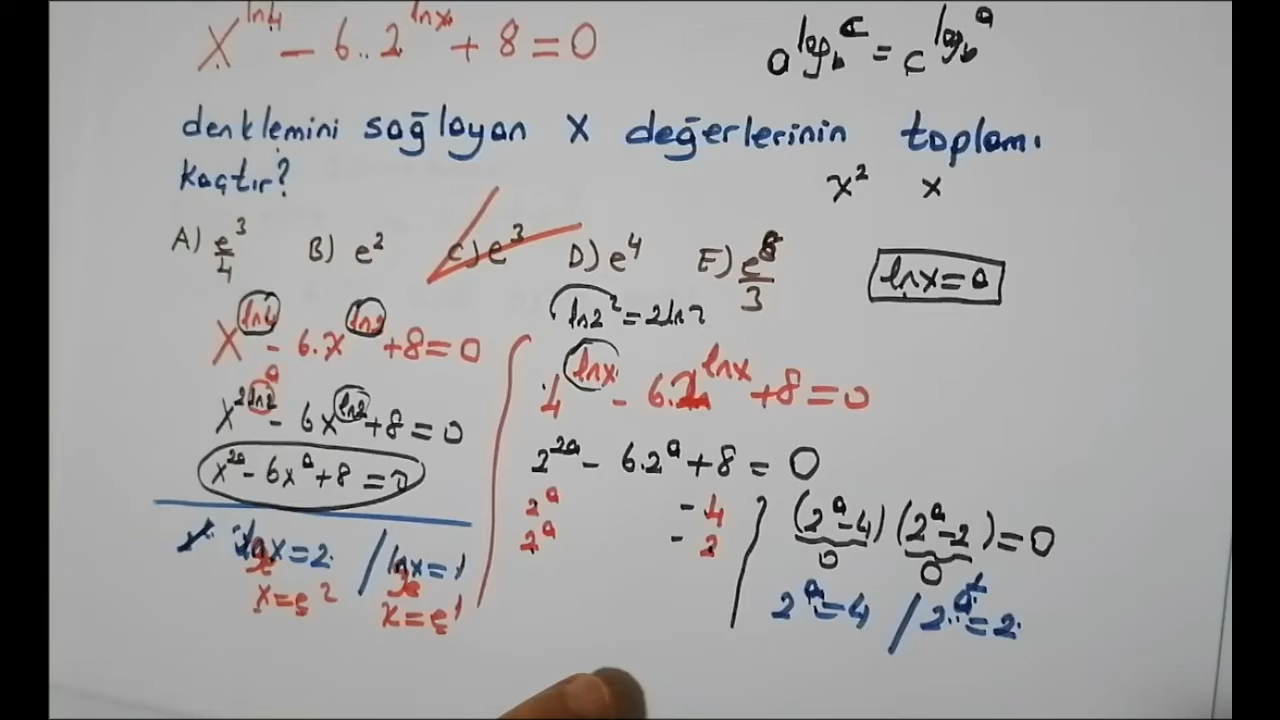 x^ln4 - 6.2^lnx + 8 = 0
a^log_b c = c^log_b a
denklemini sağlayan x değerlerinin toplamı
kaçtır?
x² x
A) e³/4 B) e² C) e³ D) e⁴ E) e⁸/3
lnx=a
ln2²=2ln2
x^ln4 - 6.x^ln2 + 8 = 0
x^2ln2 - 6x^ln2 + 8 = 0
x^2a - 6x^a + 8 = 0
lnx=2 / lnx=1
x=e² x=e¹
4^lnx - 6.2^lnx + 8 = 0
2^2a - 6.2^a + 8 = 0
2^a -4
2^a -2
(2^a-4) (2^a-2) = 0
0 0
2^a=4 / 2^a=2